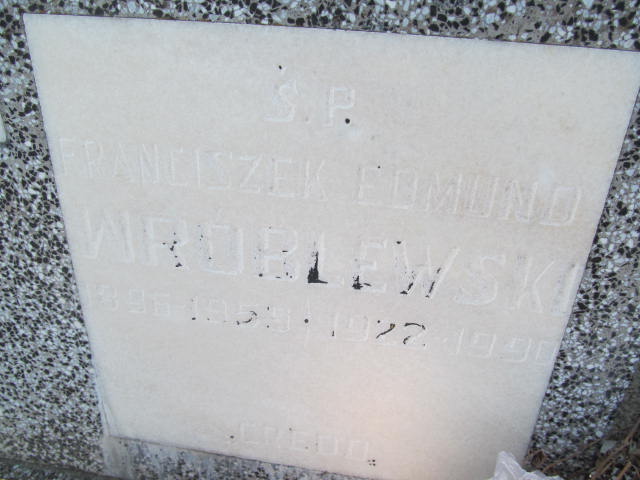 Ś.P.
FRANCISZEK EDMUND
WRÓBLEWSKI
1896-1959 1922-1990
CREDO